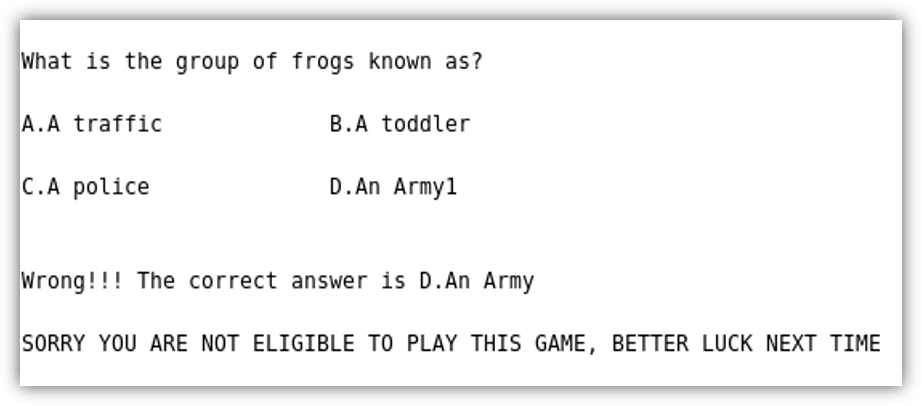 What is the group of frogs known as?
A.A traffic B.A toddler
C.A police D.An Army1
Wrong!!! The correct answer is D.An Army
SORRY YOU ARE NOT ELIGIBLE TO PLAY THIS GAME, BETTER LUCK NEXT TIME